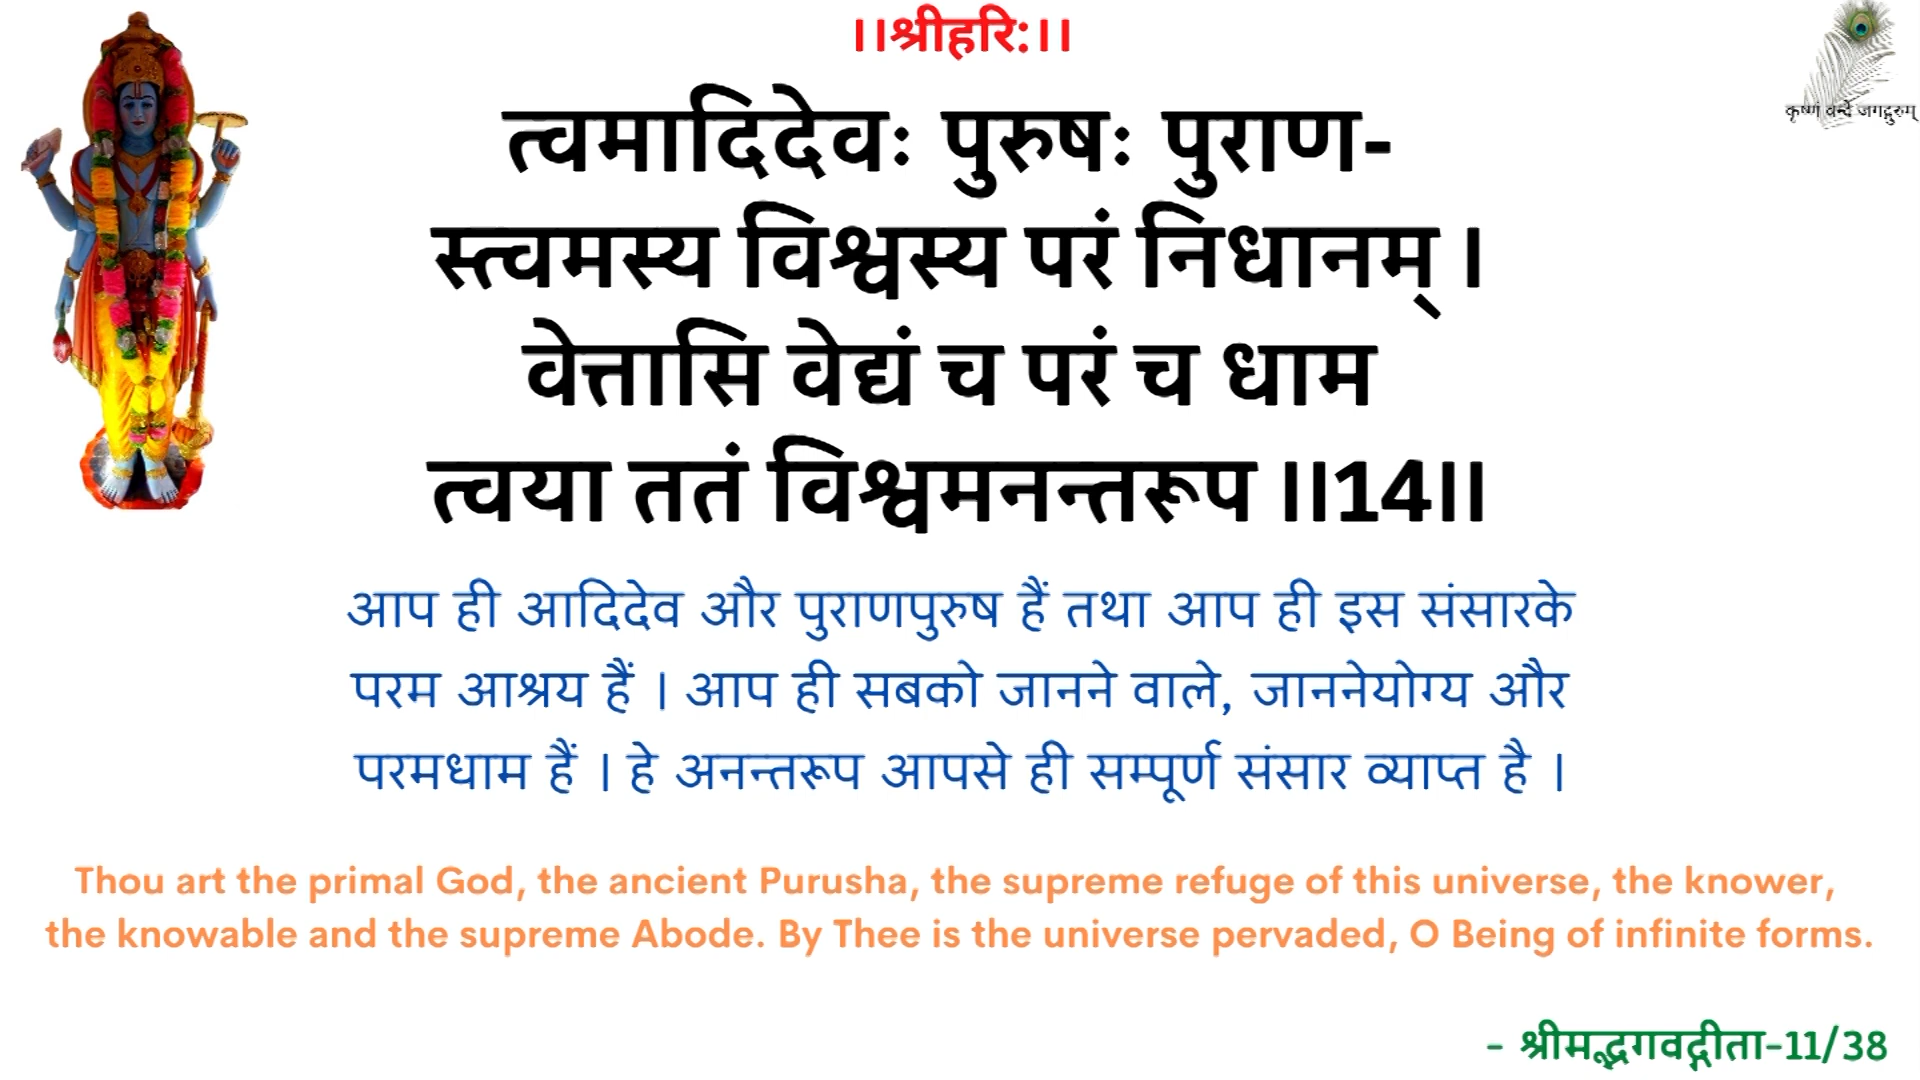 ।।श्रीहरि:।।
कृष्णं वन्दे जगद्गुरुम्
त्वमादिदेवः पुरुषः पुराण-
स्त्वमस्य विश्वस्य परं निधानम् ।
वेत्तासि वेद्यं च परं च धाम
त्वया ततं विश्वमनन्तरूप ।।14।।
आप ही आदिदेव और पुराणपुरुष हैं तथा आप ही इस संसारके
परम आश्रय हैं । आप ही सबको जानने वाले, जाननेयोग्य और
परमधाम हैं । हे अनन्तरूप आपसे ही सम्पूर्ण संसार व्याप्त है ।
Thou art the primal God, the ancient Purusha, the supreme refuge of this universe, the knower,
the knowable and the supreme Abode. By Thee is the universe pervaded, O Being of infinite forms.
- श्रीमद्भगवद्गीता-11/38